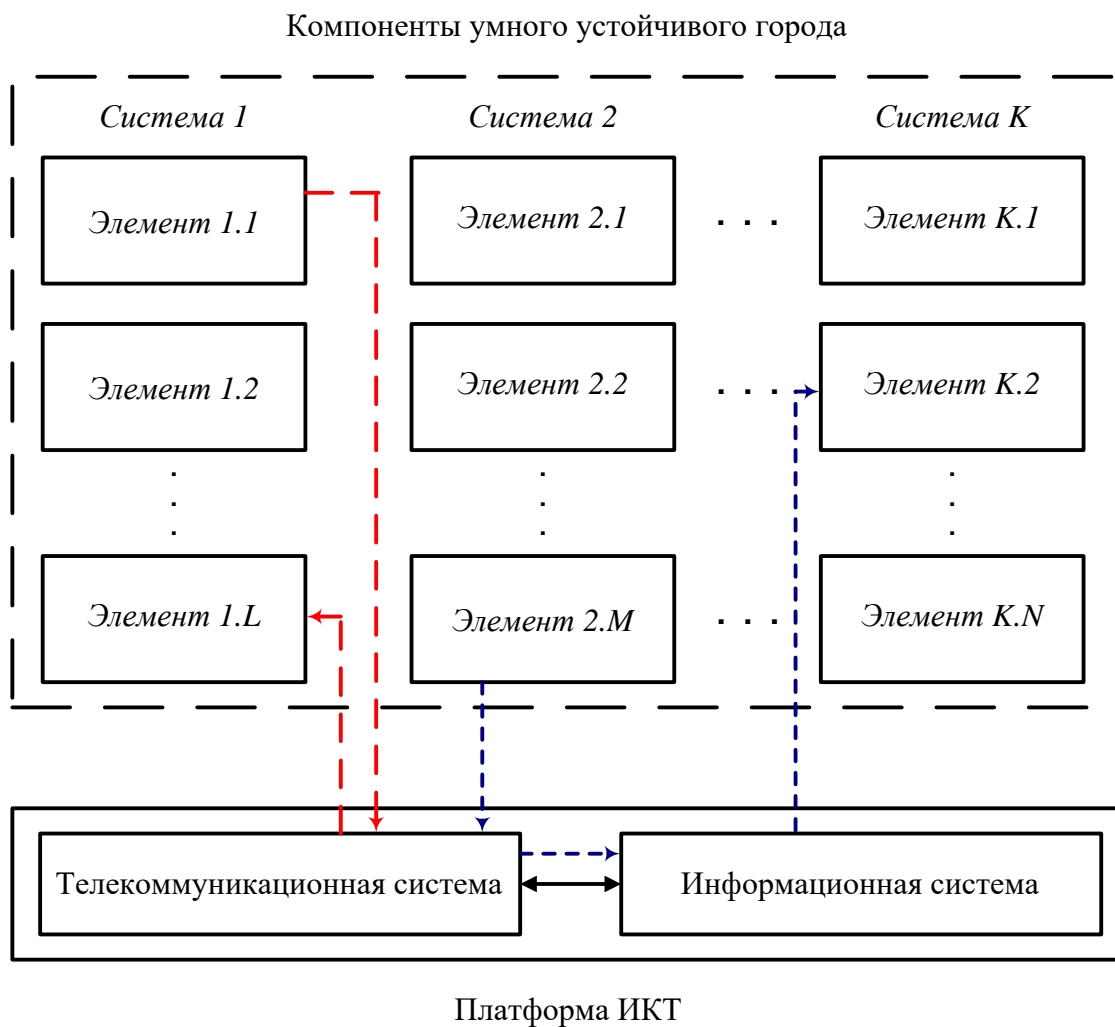 Компоненты умного устойчивого города
Система 1 Система 2 Система K
Элемент 1.1 Элемент 2.1 . . . Элемент K.1
Элемент 1.2 Элемент 2.2 . . . Элемент K.2
Элемент 1.L Элемент 2.M . . . Элемент K.N
Телекоммуникационная система Информационная система
Платформа ИКТ